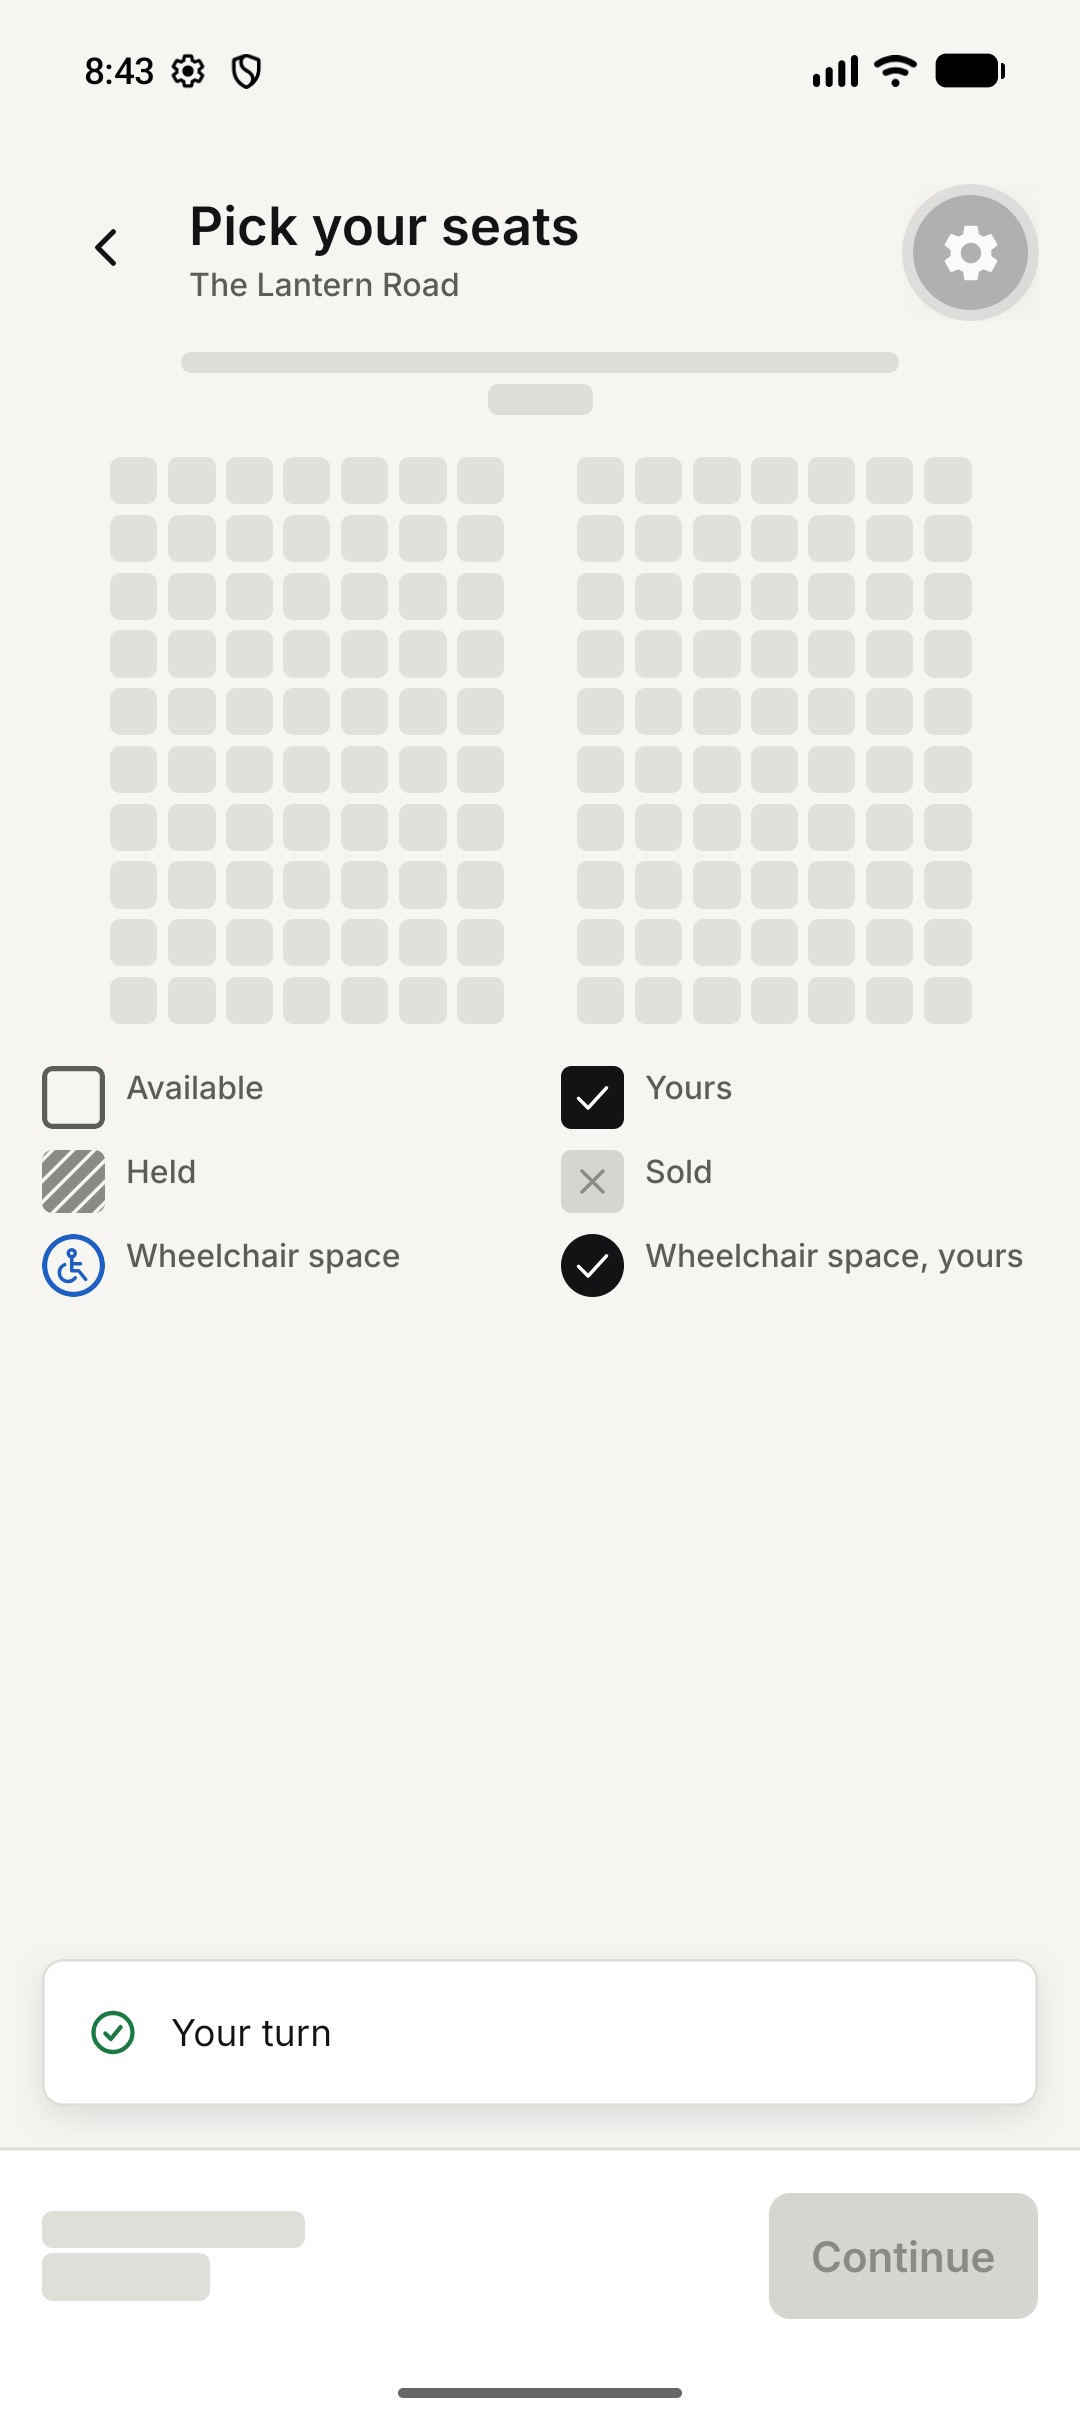 8:43
Pick your seats
The Lantern Road
Available
Yours
Held
Sold
Wheelchair space
Wheelchair space, yours
Your turn
Continue